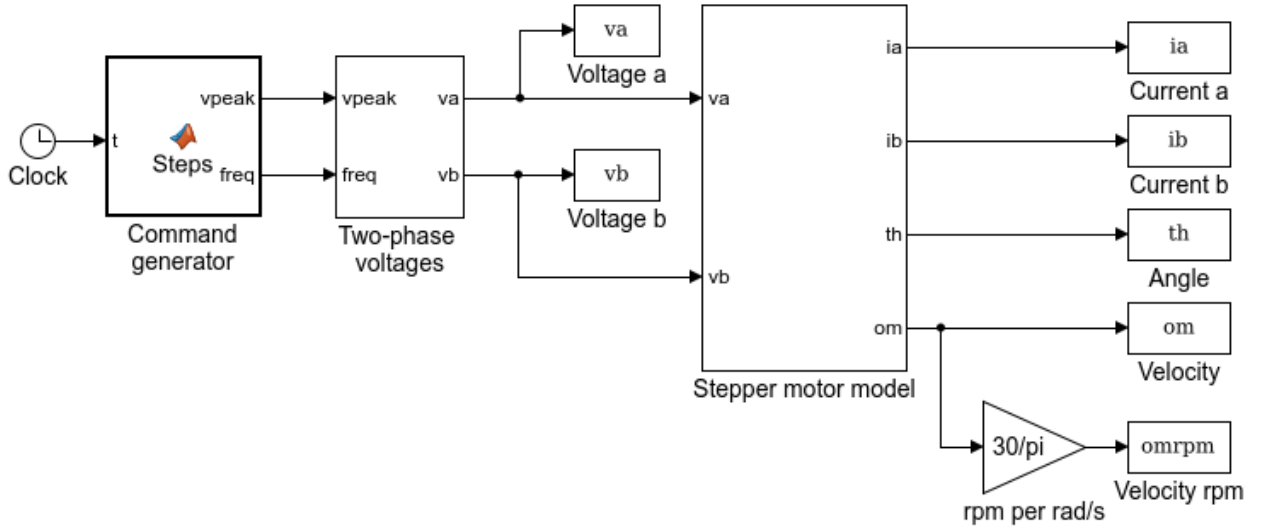 Clock
t
vpeak
Steps
freq
Command
generator
vpeak
freq
va
vb
Two-phase
voltages
va
Voltage a
vb
Voltage b
va
vb
ia
ib
th
om
Stepper motor model
ia
Current a
ib
Current b
th
Angle
om
Velocity
30/pi
rpm per rad/s
omrpm
Velocity rpm